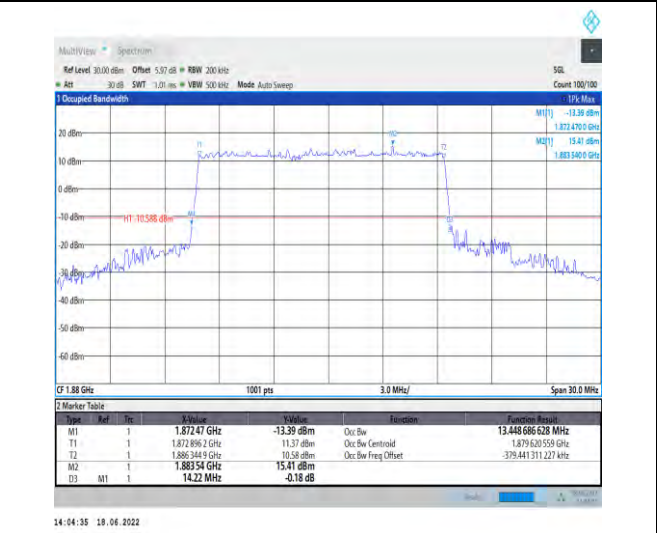 MultiView Spectrum
Ref Level 30.00 dBm Offset 5.97 dB RBW 200 kHz SGL
Att 30 dB SWT 1.01 ms VBW 500 kHz Mode Auto Sweep Count 100/100
1 Occupied Bandwidth 1Pk Max
M1[1] -13.39 dBm
1.872 470 0 GHz
20 dBm M2[1] 15.41 dBm
1.883 540 0 GHz
T1 M2 T2
10 dBm
0 dBm
-10 dBm H1 -10.588 dBm M1 D3
-20 dBm
-30 dBm
-40 dBm
-50 dBm
-60 dBm
CF 1.88 GHz 1001 pts 3.0 MHz/ Span 30.0 MHz
2 Marker Table
Type Ref Trc X-Value Y-Value Function Function Result
M1 1 1.872 47 GHz -13.39 dBm Occ Bw 13.448 686 628 MHz
T1 1 1.872 896 2 GHz 11.37 dBm Occ Bw Centroid 1.879 620 559 GHz
T2 1 1.886 344 9 GHz 10.58 dBm Occ Bw Freq Offset -379.441 311 227 kHz
M2 1 1.883 54 GHz 15.41 dBm
D3 M1 1 14.22 MHz -0.18 dB
14:04:35 18.06.2022